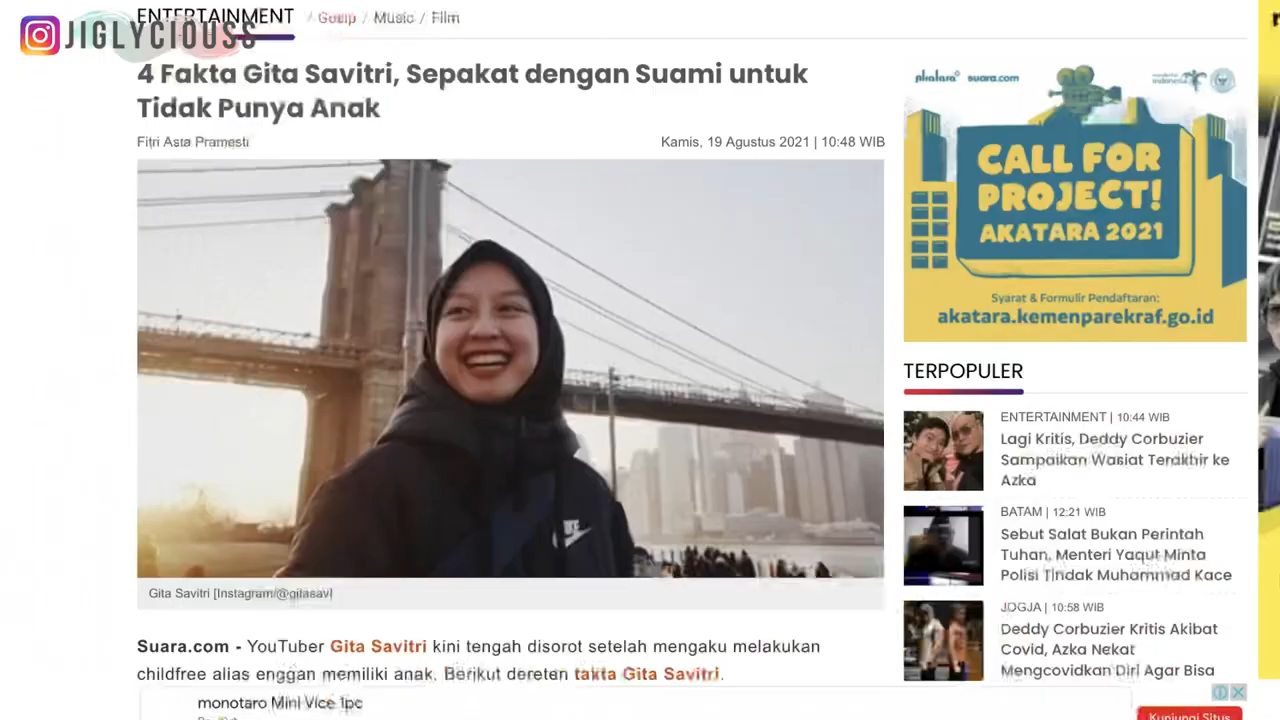 JIGLYCIOUSS
ENTERTAINMENT / Gosip / Music / Film
4 Fakta Gita Savitri, Sepakat dengan Suami untuk
Tidak Punya Anak
Fitri Asta Pramesti
Kamis, 19 Agustus 2021 | 10:48 WIB
Gita Savitri [Instagram/@gitasav]
Suara.com - YouTuber Gita Savitri kini tengah disorot setelah mengaku melakukan
childfree alias enggan memiliki anak. Berikut deretan fakta Gita Savitri.
monotaro Mini Vice 1pc
akatara suara.com
CALL FOR
PROJECT!
AKATARA 2021
Syarat & Formulir Pendaftaran:
akatara.kemenparekraf.go.id
TERPOPULER
ENTERTAINMENT | 10:44 WIB
Lagi Kritis, Deddy Corbuzier
Sampaikan Wasiat Terakhir ke
Azka
BATAM | 12:21 WIB
Sebut Salat Bukan Perintah
Tuhan, Menteri Yaqut Minta
Polisi Tindak Muhammad Kace
JOGJA | 10:58 WIB
Deddy Corbuzier Kritis Akibat
Covid, Azka Nekat
Mengcovidkan Diri Agar Bisa
Kunjungi Situs